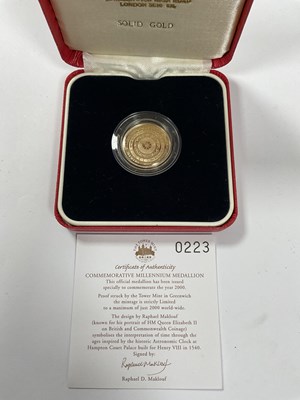 LONDON SE10
SOLID GOLD
0223
Certificate of Authenticity
COMMEMORATIVE MILLENNIUM MEDALLION
This official medallion has been issued
specially to commemorate the year 2000.
Proof struck by the Tower Mint in Greenwich
the mintage is strictly limited
to a maximum of just 2000 world-wide.
The design by Raphael Maklouf
(known for his portrait of HM Queen Elizabeth II
on British and Commonwealth Coinage)
symbolises the interpretation of time through the
ages inspired by the historic Astronomic Clock at
Hampton Court Palace built for Henry VIII in 1540.
Signed by:
Raphael D. Maklouf